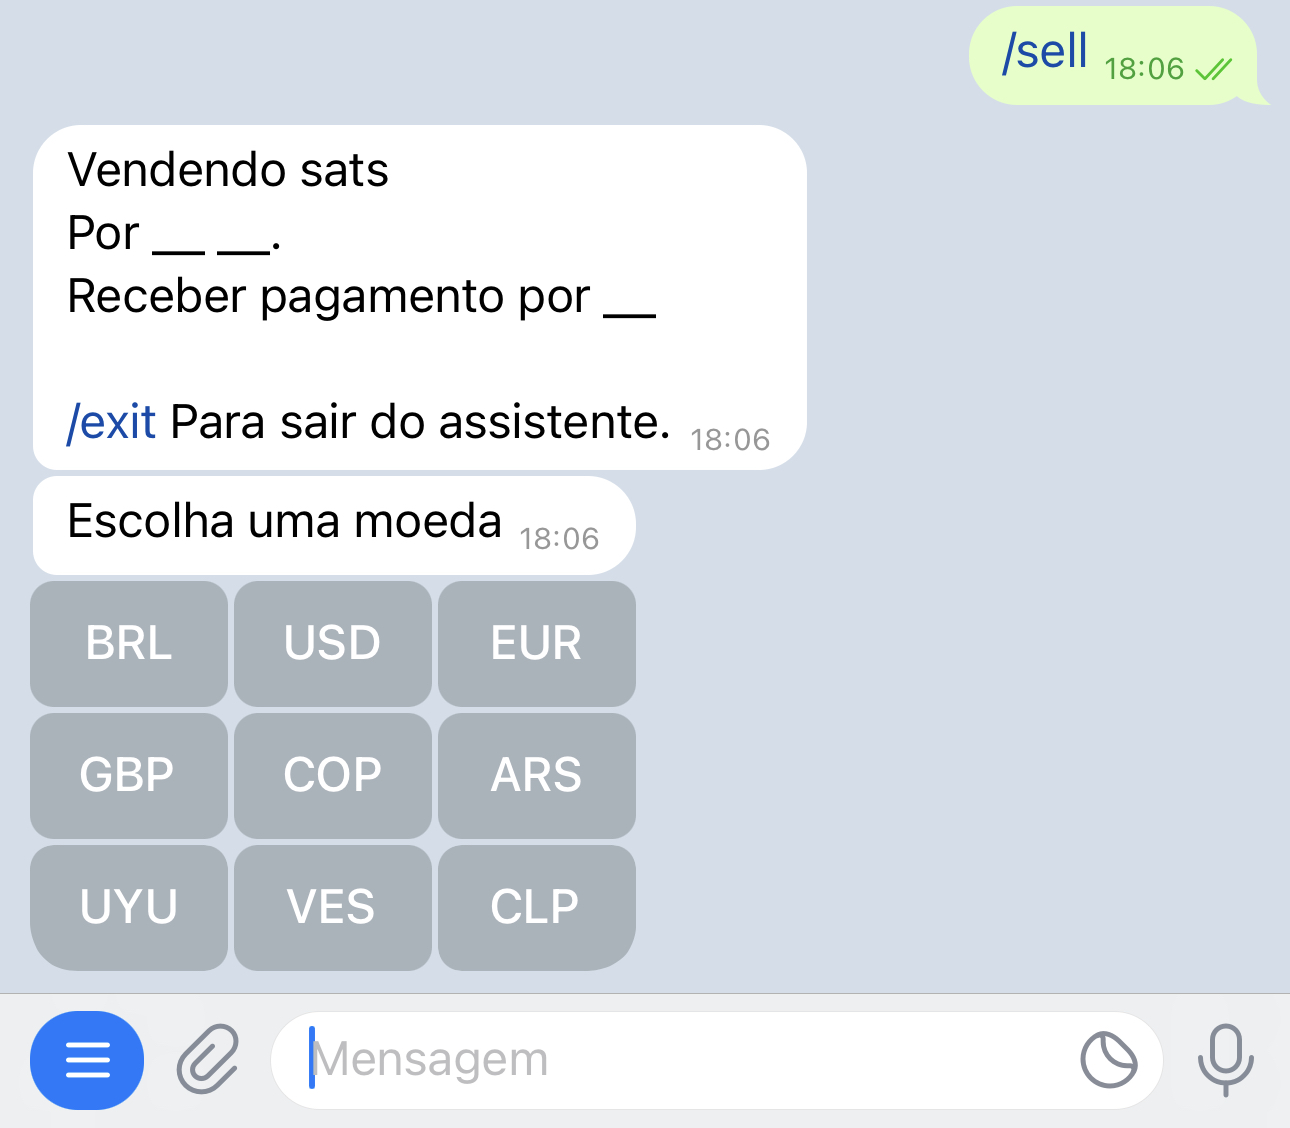 /sell 18:06
Vendendo sats
Por __ __.
Receber pagamento por __
/exit Para sair do assistente. 18:06
Escolha uma moeda 18:06
BRL USD EUR
GBP COP ARS
UYU VES CLP
Mensagem